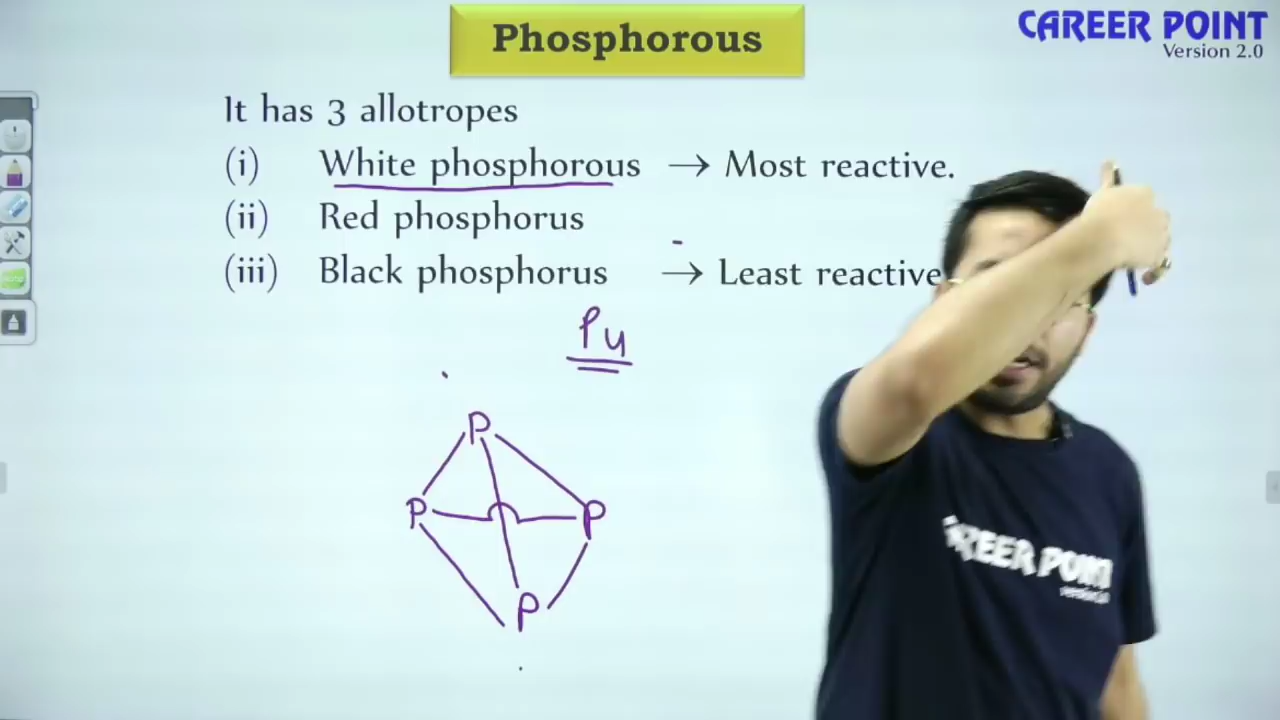 Phosphorous
CAREER POINT
Version 2.0
It has 3 allotropes
(i) White phosphorous → Most reactive.
(ii) Red phosphorus
(iii) Black phosphorus → Least reactive
P4
P
P P
P
CAREER POINT